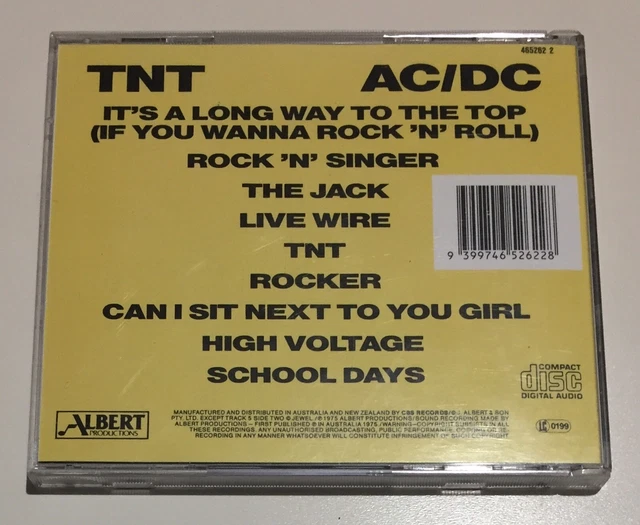 465262 2
TNT AC/DC
IT'S A LONG WAY TO THE TOP
(IF YOU WANNA ROCK 'N' ROLL)
ROCK 'N' SINGER
THE JACK
LIVE WIRE
TNT
ROCKER
CAN I SIT NEXT TO YOU GIRL
HIGH VOLTAGE
SCHOOL DAYS
9 399746 526228
COMPACT
disc
DIGITAL AUDIO
ALBERT
PRODUCTIONS
MANUFACTURED AND DISTRIBUTED IN AUSTRALIA AND NEW ZEALAND BY CBS RECORDS/ J. ALBERT & SON
PTY. LTD. EXCEPT TRACK 5 SIDE TWO © JEWEL. ℗ 1975 ALBERT PRODUCTIONS/SOUND RECORDING MADE BY
ALBERT PRODUCTIONS – FIRST PUBLISHED ℗ IN AUSTRALIA 1975. WARNING–COPYRIGHT SUBSISTS IN ALL
THESE RECORDINGS. ANY UNAUTHORISED BROADCASTING, PUBLIC PERFORMANCE, COPYING OR RE-
RECORDING IN ANY MANNER WHATSOEVER WILL CONSTITUTE INFRINGEMENT OF SUCH COPYRIGHT.
LC 0199